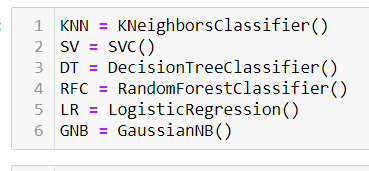 1 KNN = KNeighborsClassifier()
2 SV = SVC()
3 DT = DecisionTreeClassifier()
4 RFC = RandomForestClassifier()
5 LR = LogisticRegression()
6 GNB = GaussianNB()